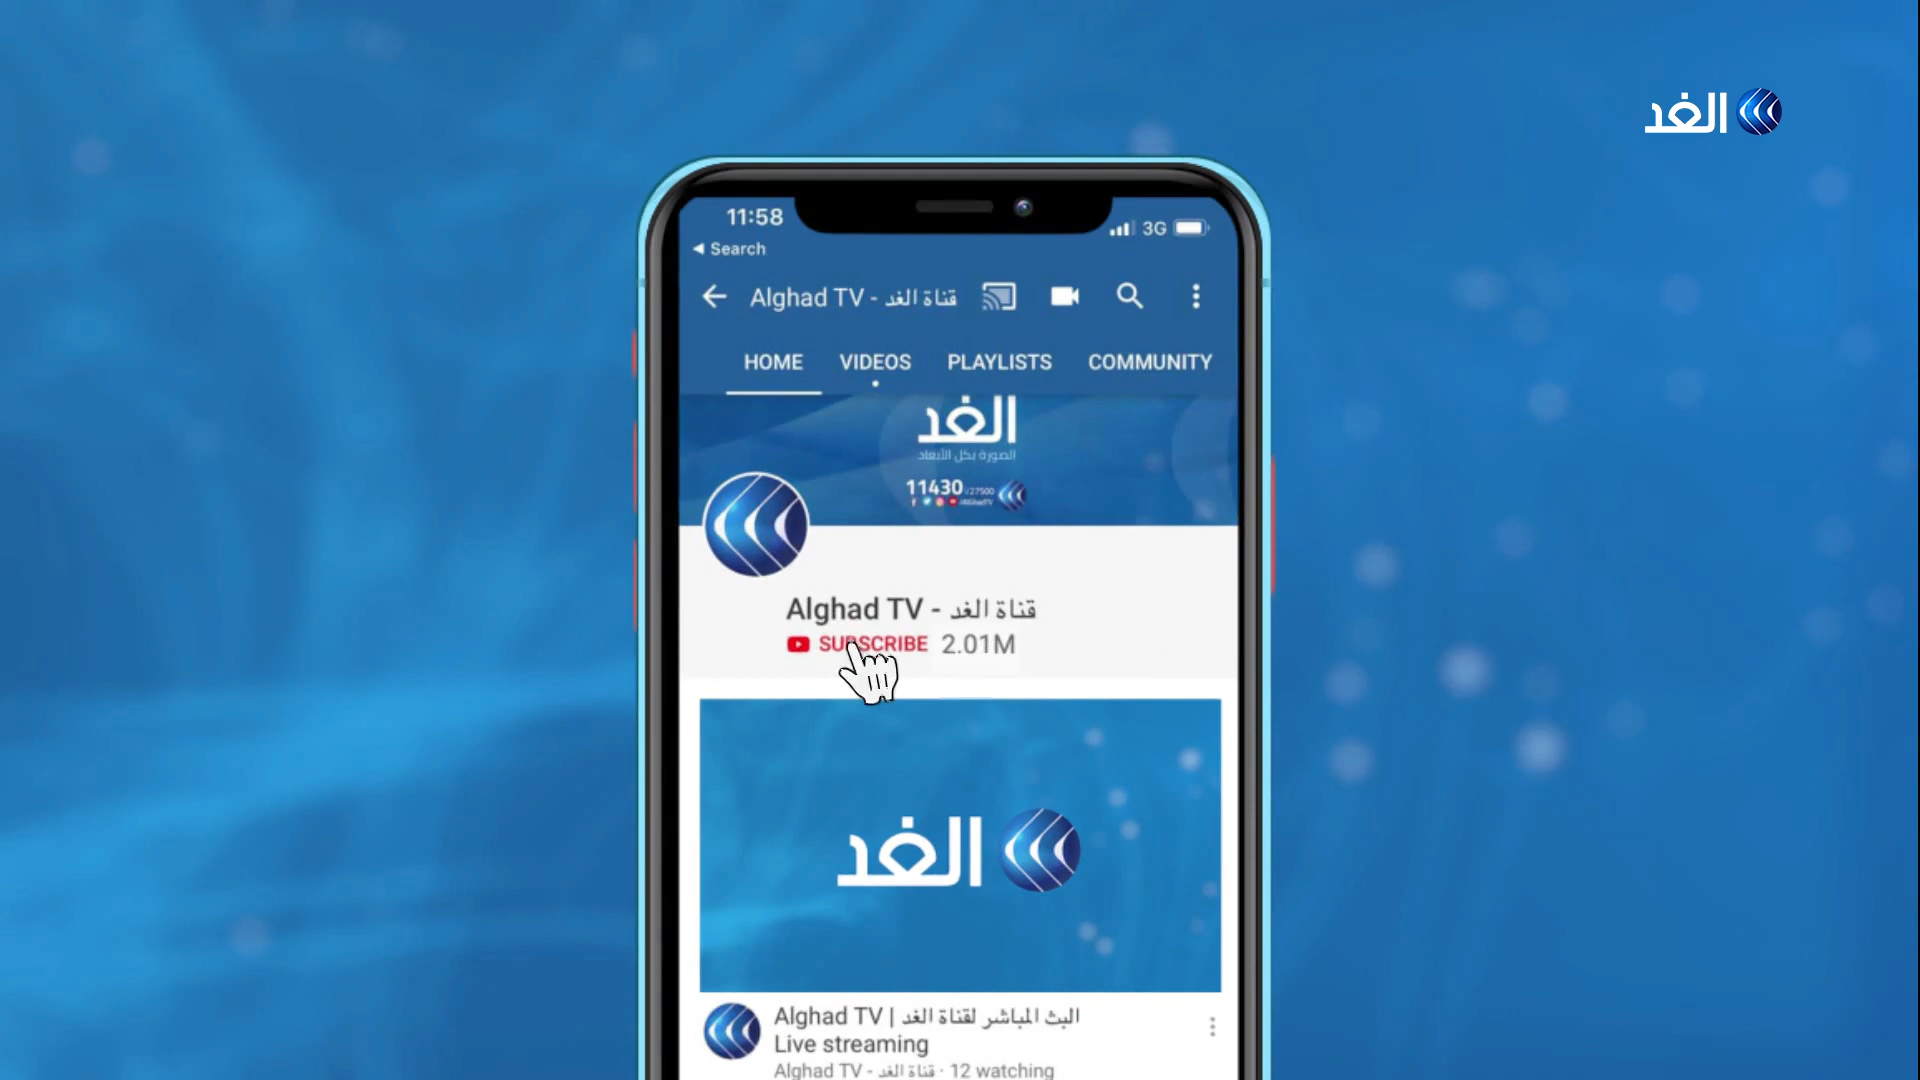 الغد
11:58
3G
Search
Alghad TV - قناة الغد
HOME VIDEOS PLAYLISTS COMMUNITY
الغد
الصورة بكل الأبعاد
11430
27500
Alghad TV - قناة الغد
SUBSCRIBE 2.01M
الغد
Alghad TV | البث المباشر لقناة الغد
Live streaming
Alghad TV - قناة الغد · 12 watching